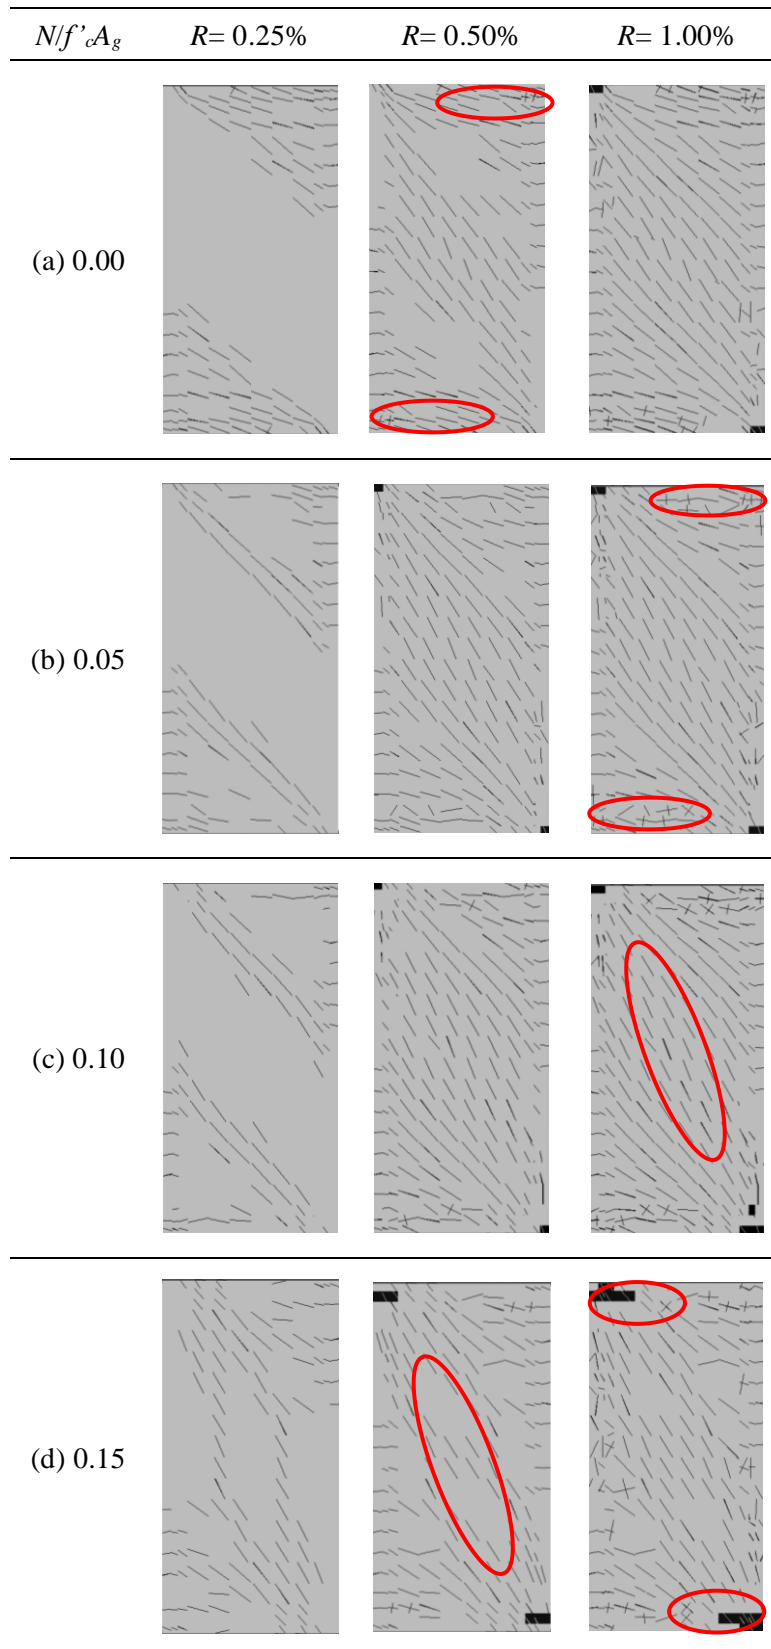 N/f’cAg R= 0.25% R= 0.50% R= 1.00%
(a) 0.00
(b) 0.05
(c) 0.10
(d) 0.15